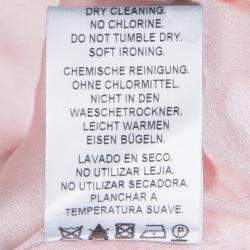 DRY CLEANING.
NO CHLORINE.
DO NOT TUMBLE DRY.
SOFT IRONING.
CHEMISCHE REINIGUNG.
OHNE CHLORMITTEL.
NICHT IN DEN
WAESCHETROCKNER.
LEICHT WARMEN
EISEN BÜGELN.
LAVADO EN SECO.
NO UTILIZAR LEJIA.
NO UTILIZAR SECADORA.
PLANCHAR A
TEMPERATURA SUAVE.